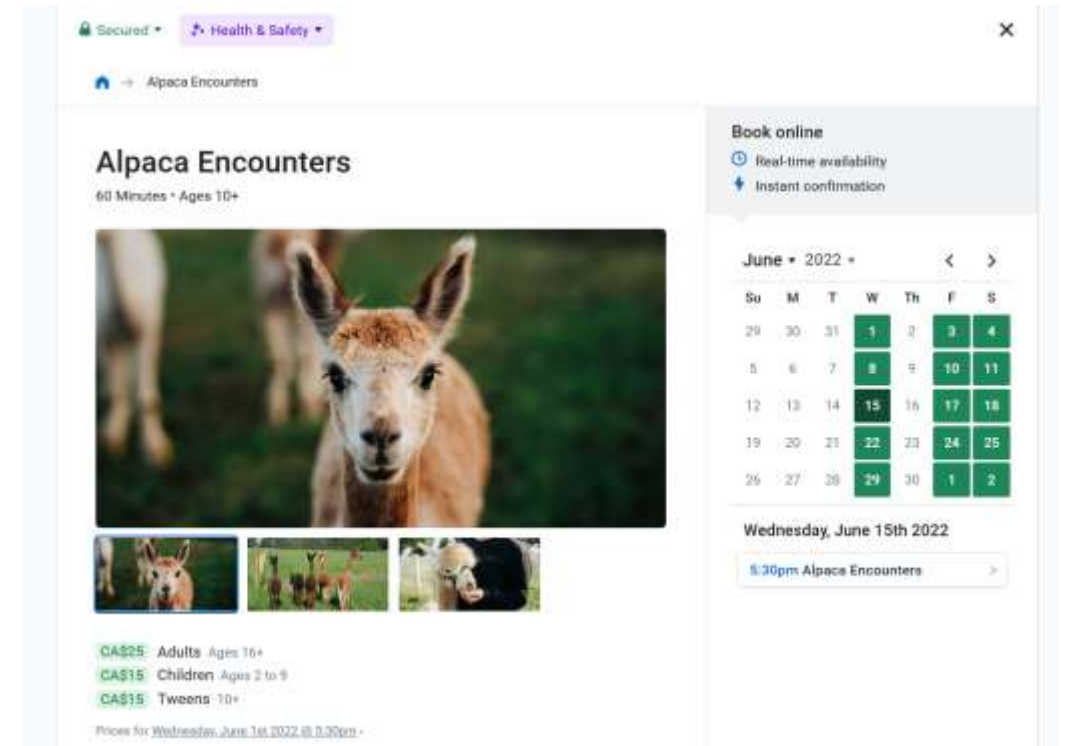 Secured
Health & Safety
Alpaca Encounters
Alpaca Encounters
60 Minutes • Ages 10+
CA$25 Adults Ages 16+
CA$15 Children Ages 2 to 9
CA$15 Tweens 10+
Prices for Wednesday, June 1st 2022 @ 5:30pm
Book online
Real-time availability
Instant confirmation
June 2022
Su M T W Th F S
29 30 31 1 2 3 4
5 6 7 8 9 10 11
12 13 14 15 16 17 18
19 20 21 22 23 24 25
26 27 28 29 30 1 2
Wednesday, June 15th 2022
5:30pm Alpaca Encounters